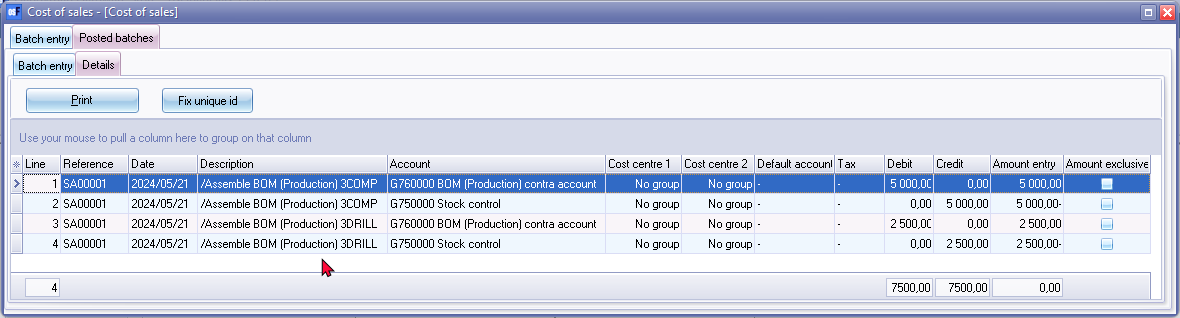 Cost of sales - [Cost of sales]
Batch entry Posted batches
Batch entry Details
Print Fix unique id
Use your mouse to pull a column here to group on that column
Line Reference Date Description Account Cost centre 1 Cost centre 2 Default account Tax Debit Credit Amount entry Amount exclusive
1 SA00001 2024/05/21 /Assemble BOM (Production) 3COMP G760000 BOM (Production) contra account No group No group - - 5 000,00 0,00 5 000,00
2 SA00001 2024/05/21 /Assemble BOM (Production) 3COMP G750000 Stock control No group No group - - 0,00 5 000,00 5 000,00-
3 SA00001 2024/05/21 /Assemble BOM (Production) 3DRILL G760000 BOM (Production) contra account No group No group - - 2 500,00 0,00 2 500,00
4 SA00001 2024/05/21 /Assemble BOM (Production) 3DRILL G750000 Stock control No group No group - - 0,00 2 500,00 2 500,00-
4 7500,00 7500,00 0,00